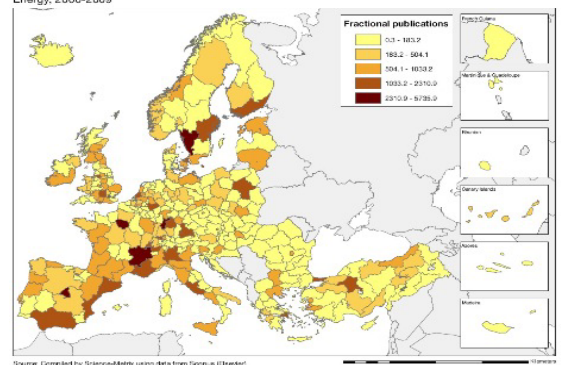 Energy, 2000-2009
Fractional publications
0.3 - 183.2
183.2 - 504.1
504.1 - 1033.2
1033.2 - 2310.9
2310.9 - 5735.9
French Guiana
Martinique & Guadeloupe
Réunion
Canary Islands
Azores
Madeira
Source: Compiled by Science-Metrix using data from Scopus (Elsevier)